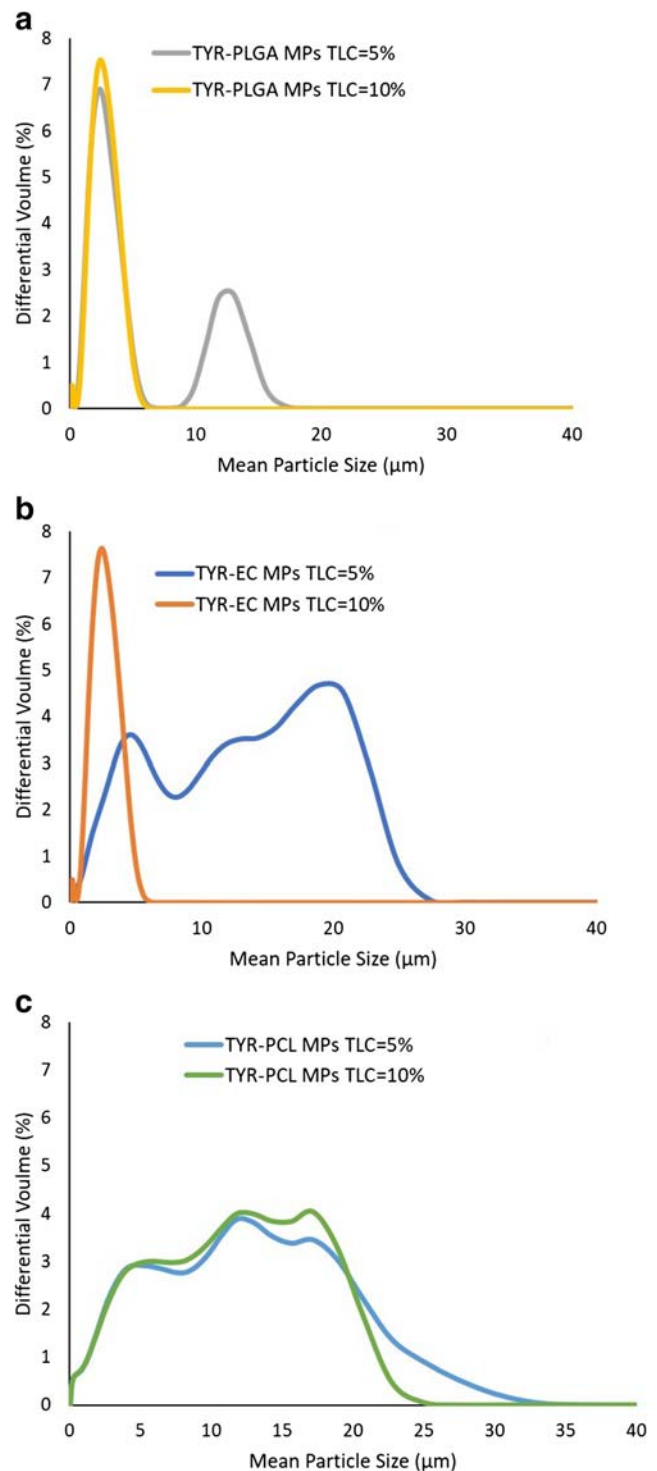 a
8
7
6
5
4
3
2
1
0
Differential Voulme (%)
TYR-PLGA MPs TLC=5%
TYR-PLGA MPs TLC=10%
0 10 20 30 40
Mean Particle Size (µm)
b
8
7
6
5
4
3
2
1
0
Differential Voulme (%)
TYR-EC MPs TLC=5%
TYR-EC MPs TLC=10%
0 10 20 30 40
Mean Particle Size (µm)
c
8
7
6
5
4
3
2
1
0
Differential Voulme (%)
TYR-PCL MPs TLC=5%
TYR-PCL MPs TLC=10%
0 5 10 15 20 25 30 35 40
Mean Particle Size (µm)